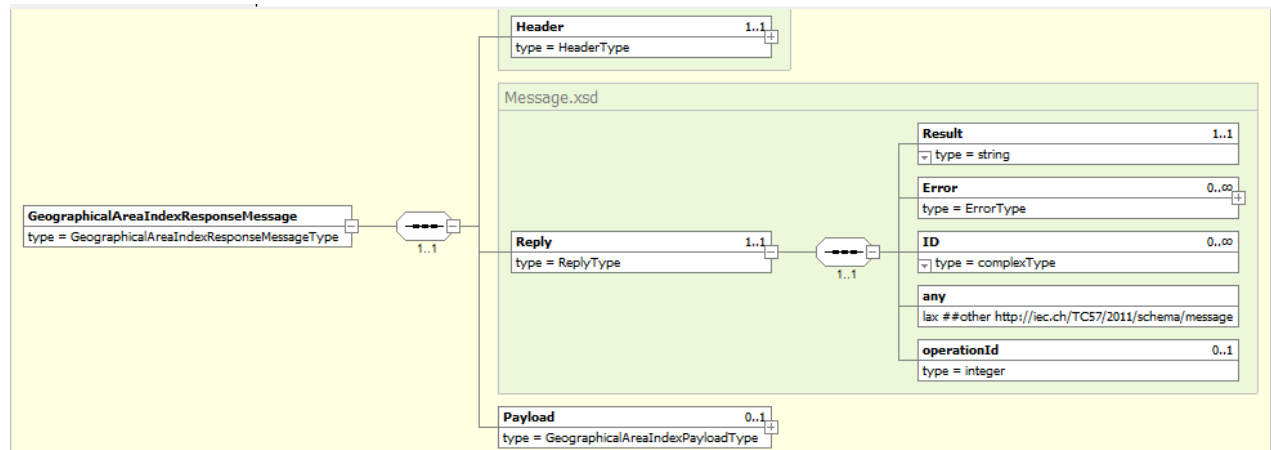 Header 1..1
type = HeaderType
Message.xsd
Result 1..1
type = string
Error 0..∞
type = ErrorType
GeographicalAreaIndexResponseMessage
type = GeographicalAreaIndexResponseMessageType
1..1
Reply 1..1
type = ReplyType
1..1
ID 0..∞
type = complexType
any
lax ##other http://iec.ch/TC57/2011/schema/message
operationId 0..1
type = integer
Payload 0..1
type = GeographicalAreaIndexPayloadType